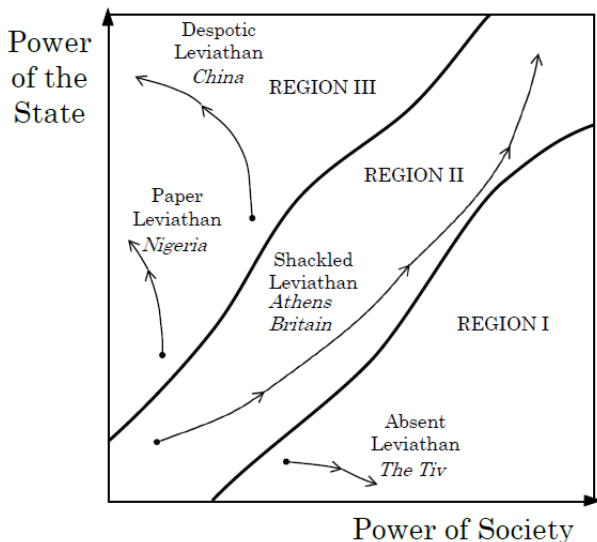 Power
of the
State
Despotic
Leviathan
China
REGION III
Paper
Leviathan
Nigeria
REGION II
Shackled
Leviathan
Athens
Britain
REGION I
Absent
Leviathan
The Tiv
Power of Society